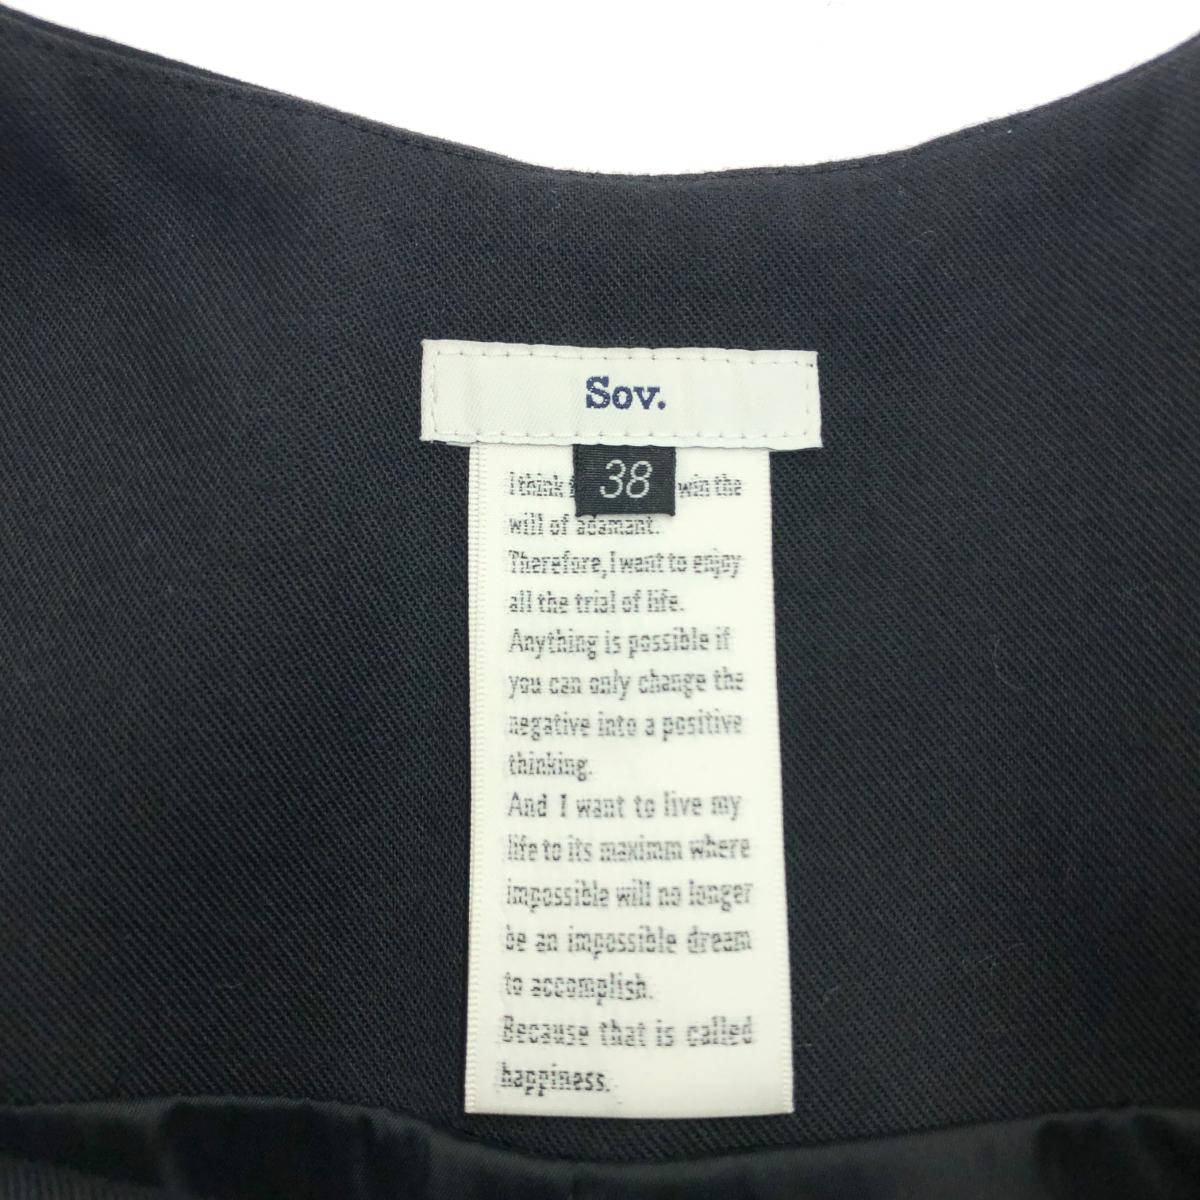 Sov.
38
I think win the
will of adamant.
Therefore, I want to enjoy
all the trial of life.
Anything is possible if
you can only change the
negative into a positive
thinking.
And I want to live my
life to its maximm where
impossible will no longer
be an impossible dream
to accomplish.
Because that is called
happiness.